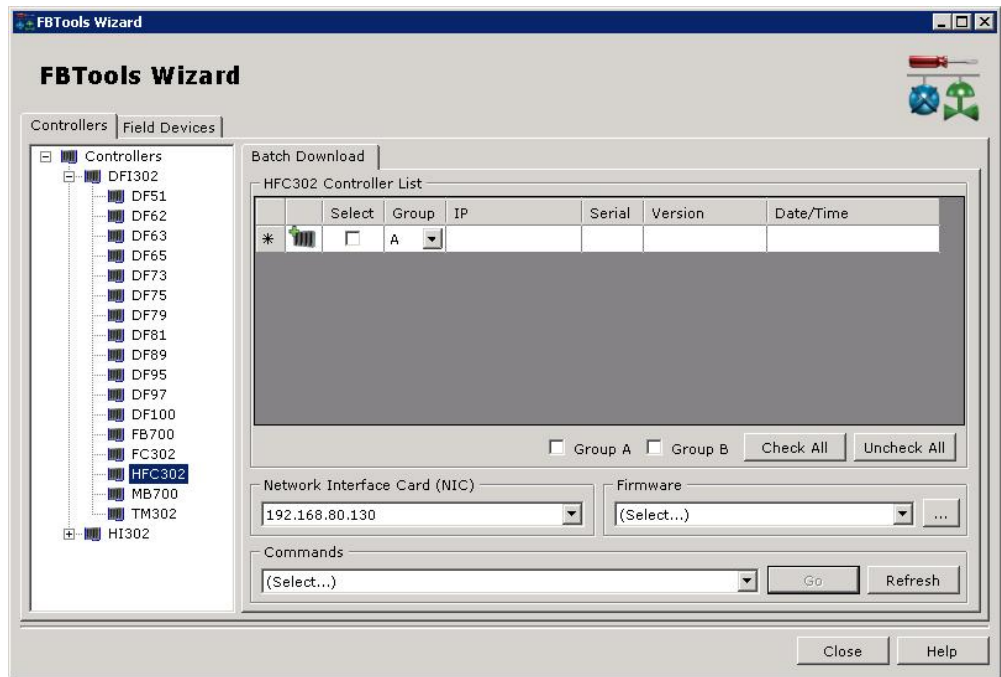 FBTools Wizard
FBTools Wizard
Controllers
Field Devices
Controllers
DFI302
DF51
DF62
DF63
DF65
DF73
DF75
DF79
DF81
DF89
DF95
DF97
DF100
FB700
FC302
HFC302
MB700
TM302
HI302
Batch Download
HFC302 Controller List
Select Group IP Serial Version Date/Time
* A
Group A Group B Check All Uncheck All
Network Interface Card (NIC)
192.168.80.130
Firmware
(Select...) ...
Commands
(Select...) Go Refresh
Close Help